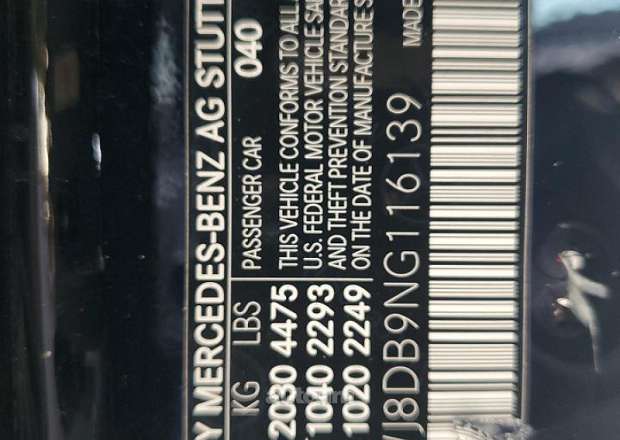 Y MERCEDES-BENZ AG STUTT
KG LBS PASSENGER CAR 040
2030 4475 THIS VEHICLE CONFORMS TO ALL
1040 2293 U.S. FEDERAL MOTOR VEHICLE SA
1020 2249 AND THEFT PREVENTION STANDAR
ON THE DATE OF MANUFACTURE S
J8DB9NG116139 MADE